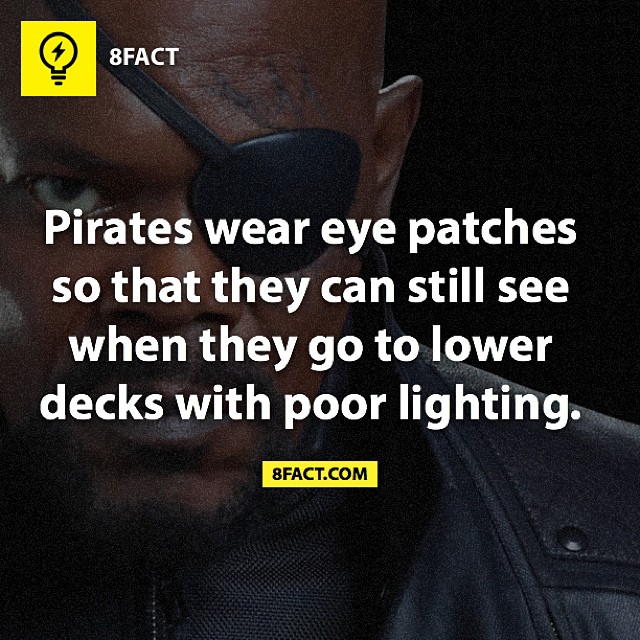 8FACT
Pirates wear eye patches
so that they can still see
when they go to lower
decks with poor lighting.
8FACT.COM